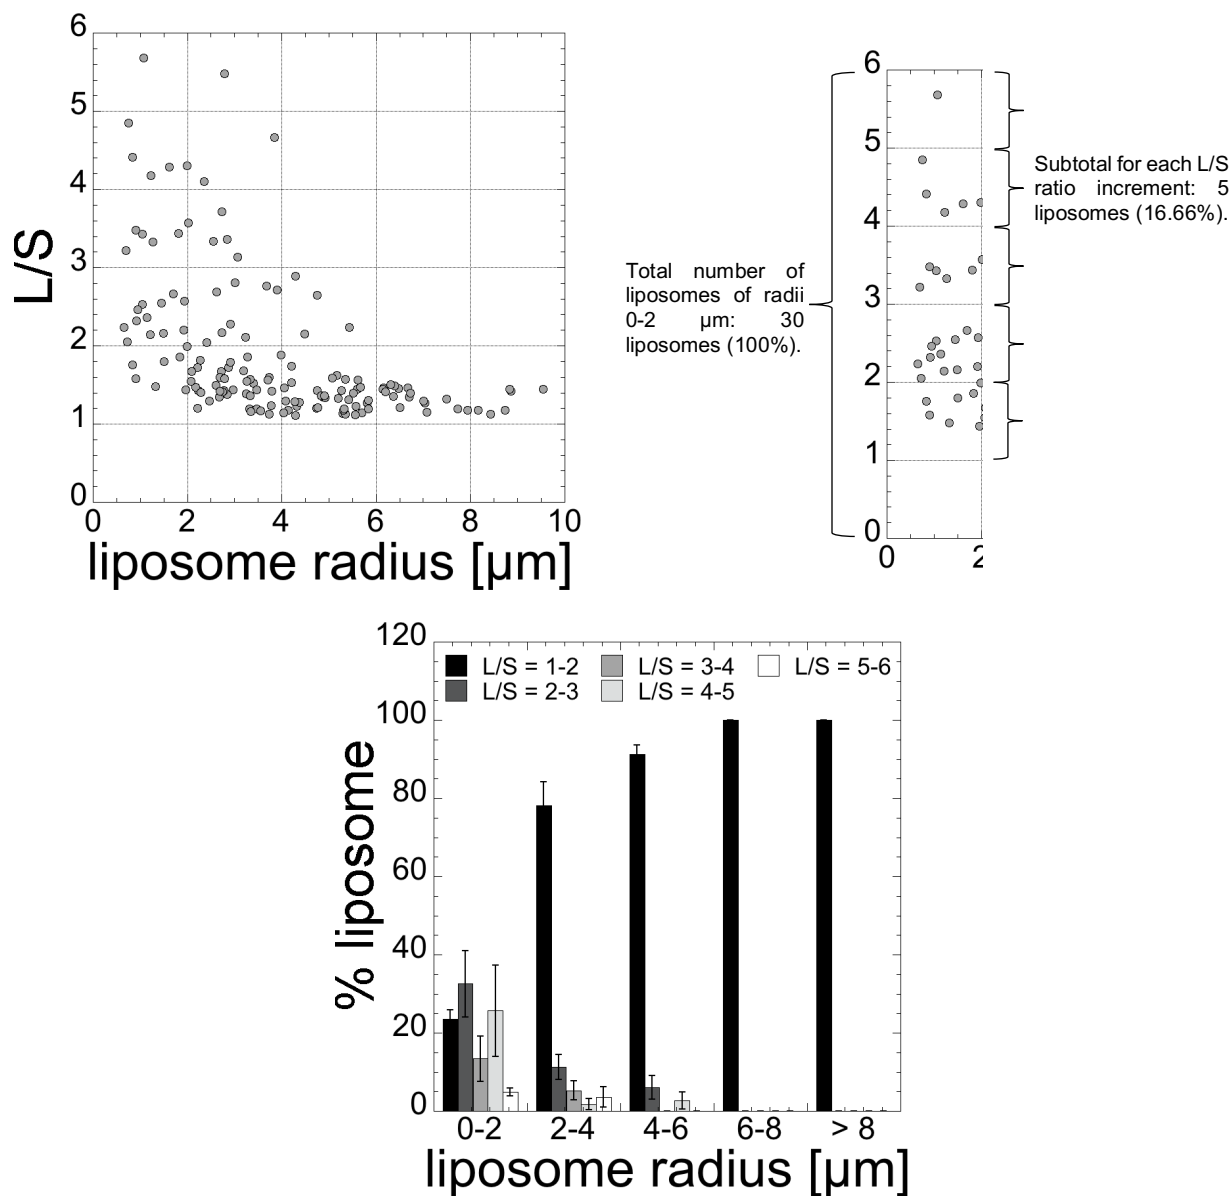 6
5
4
3
2
1
0
L/S
0 2 4 6 8 10
liposome radius [µm]
Total number of
liposomes of radii
0-2 µm: 30
liposomes (100%).
6
5
4
3
2
1
0
0 2
Subtotal for each L/S
ratio increment: 5
liposomes (16.66%).
120
100
80
60
40
20
0
% liposome
L/S = 1-2 L/S = 3-4 L/S = 5-6
L/S = 2-3 L/S = 4-5
0-2 2-4 4-6 6-8 > 8
liposome radius [µm]